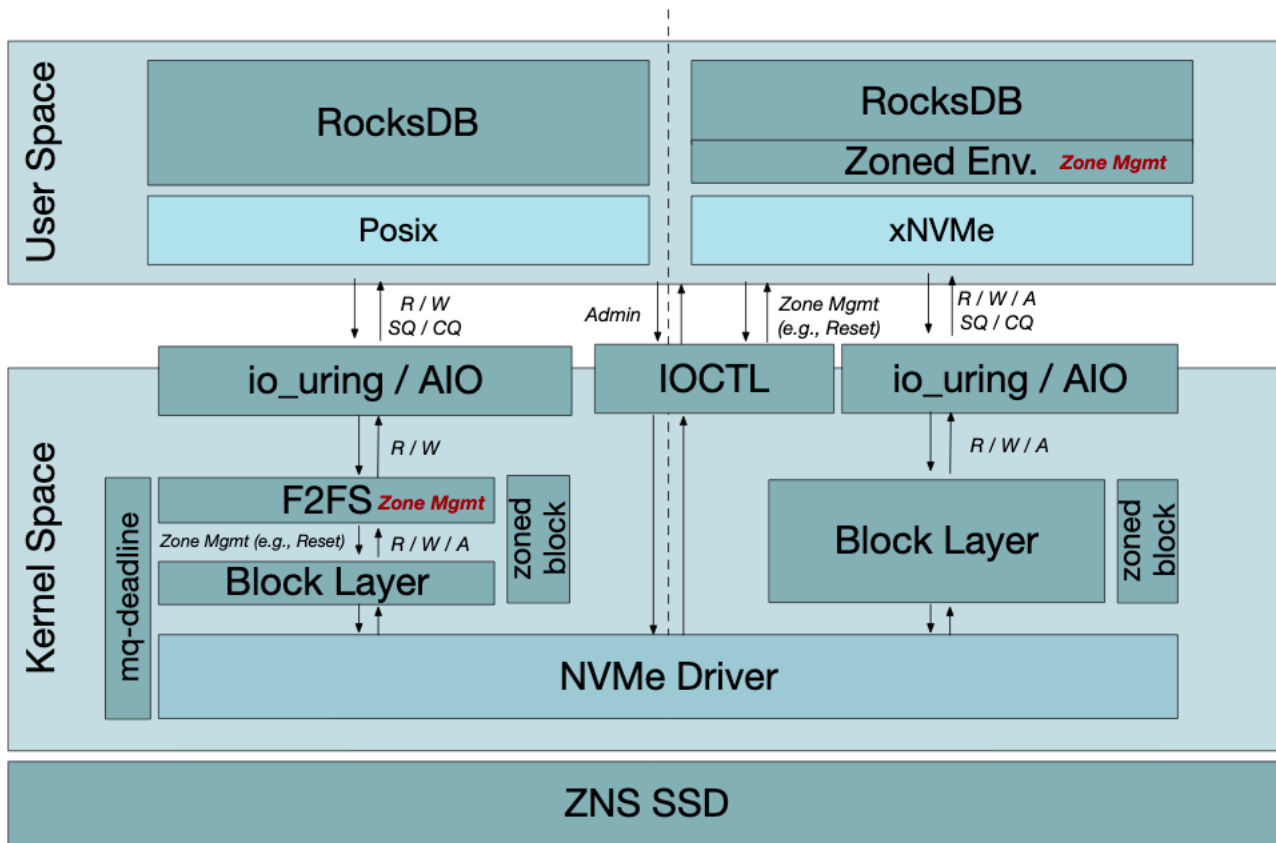 User Space
RocksDB
Posix
RocksDB
Zoned Env. Zone Mgmt
xNVMe
R / W
SQ / CQ
Admin
Zone Mgmt
(e.g., Reset)
R / W / A
SQ / CQ
Kernel Space
io_uring / AIO
IOCTL
io_uring / AIO
R / W
R / W / A
mq-deadline
F2FS Zone Mgmt
zoned
block
Zone Mgmt (e.g., Reset)
R / W / A
Block Layer
Block Layer
zoned
block
NVMe Driver
ZNS SSD